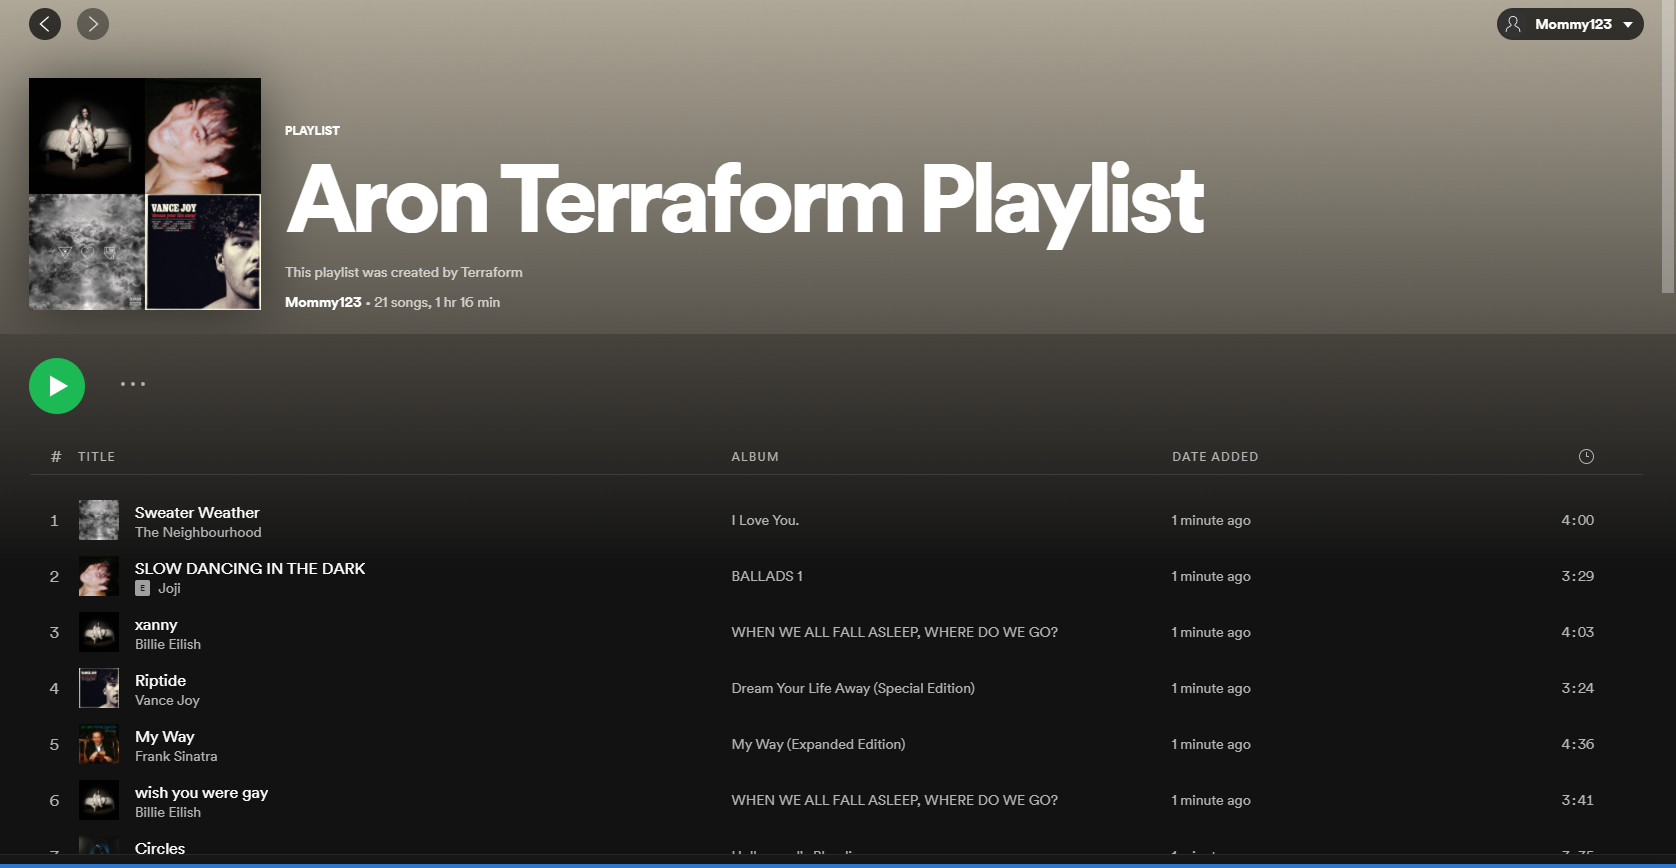 Mommy123
VANCE JOY
PLAYLIST
Aron Terraform Playlist
This playlist was created by Terraform
Mommy123 • 21 songs, 1 hr 16 min
# TITLE ALBUM DATE ADDED
1 Sweater Weather I Love You. 1 minute ago 4:00
The Neighbourhood
2 SLOW DANCING IN THE DARK BALLADS 1 1 minute ago 3:29
E Joji
3 xanny WHEN WE ALL FALL ASLEEP, WHERE DO WE GO? 1 minute ago 4:03
Billie Eilish
4 Riptide Dream Your Life Away (Special Edition) 1 minute ago 3:24
Vance Joy
5 My Way My Way (Expanded Edition) 1 minute ago 4:36
Frank Sinatra
6 wish you were gay WHEN WE ALL FALL ASLEEP, WHERE DO WE GO? 1 minute ago 3:41
Billie Eilish
Circles